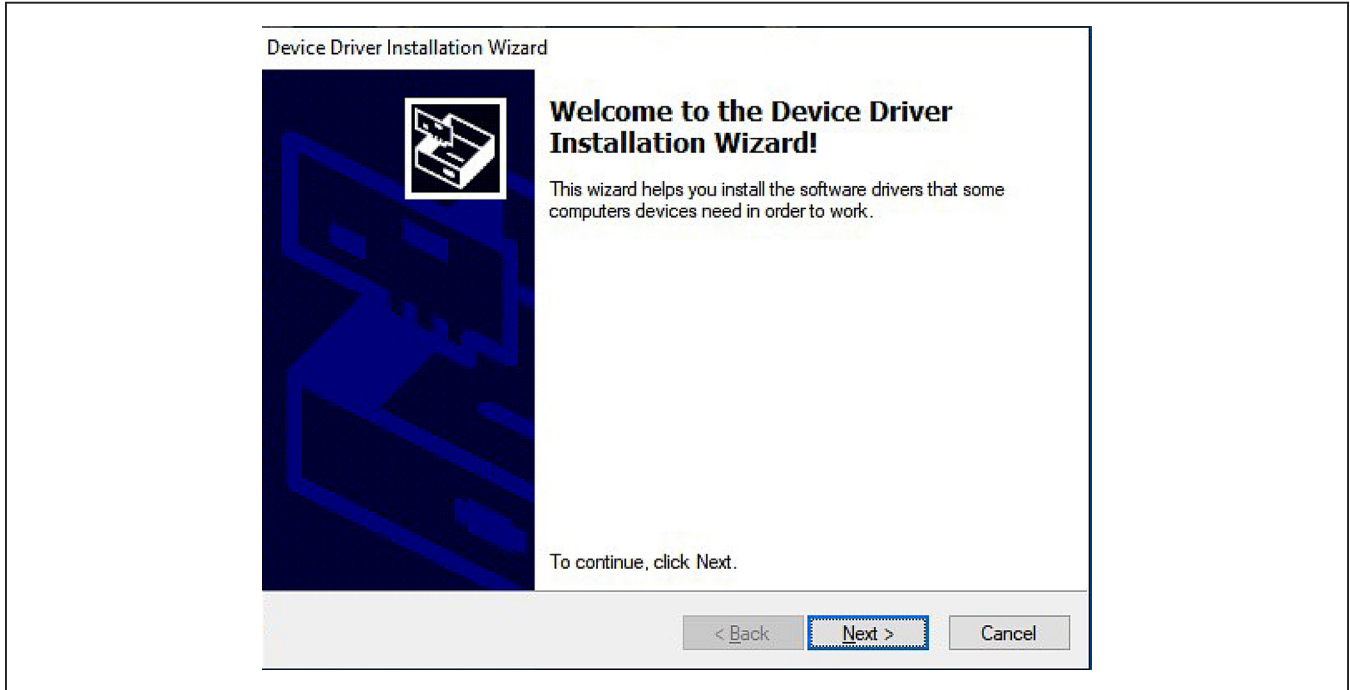 Device Driver Installation Wizard
Welcome to the Device Driver
Installation Wizard!
This wizard helps you install the software drivers that some
computers devices need in order to work.
To continue, click Next.
< Back
Next >
Cancel